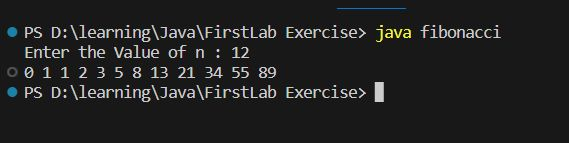 PS D:\learning\Java\FirstLab Exercise> java fibonacci
Enter the Value of n : 12
0 1 1 2 3 5 8 13 21 34 55 89
PS D:\learning\Java\FirstLab Exercise>